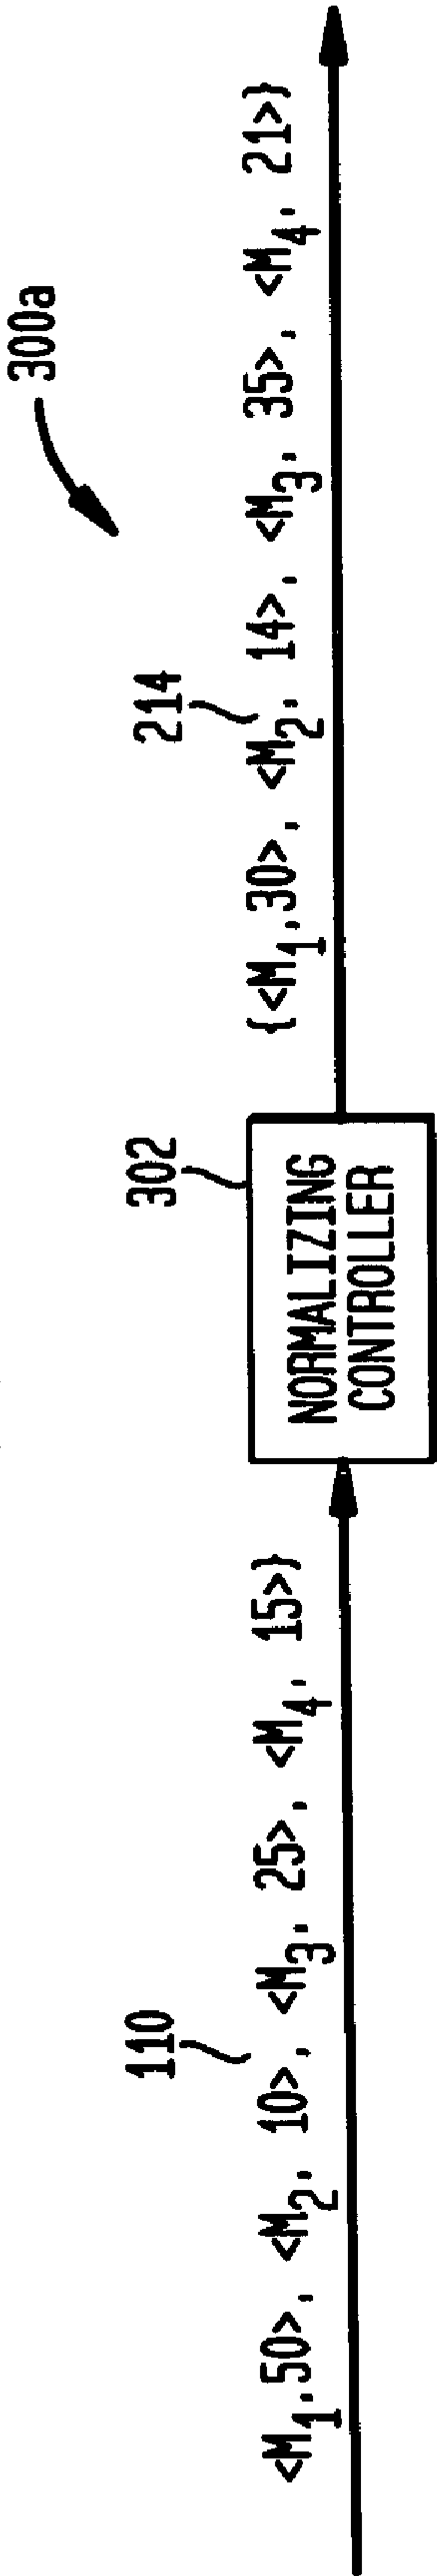 300a
110
<M1,50>, <M2, 10>, <M3, 25>, <M4, 15>}
302
NORMALIZING
CONTROLLER
214
{<M1,30>, <M2, 14>, <M3, 35>, <M4, 21>}